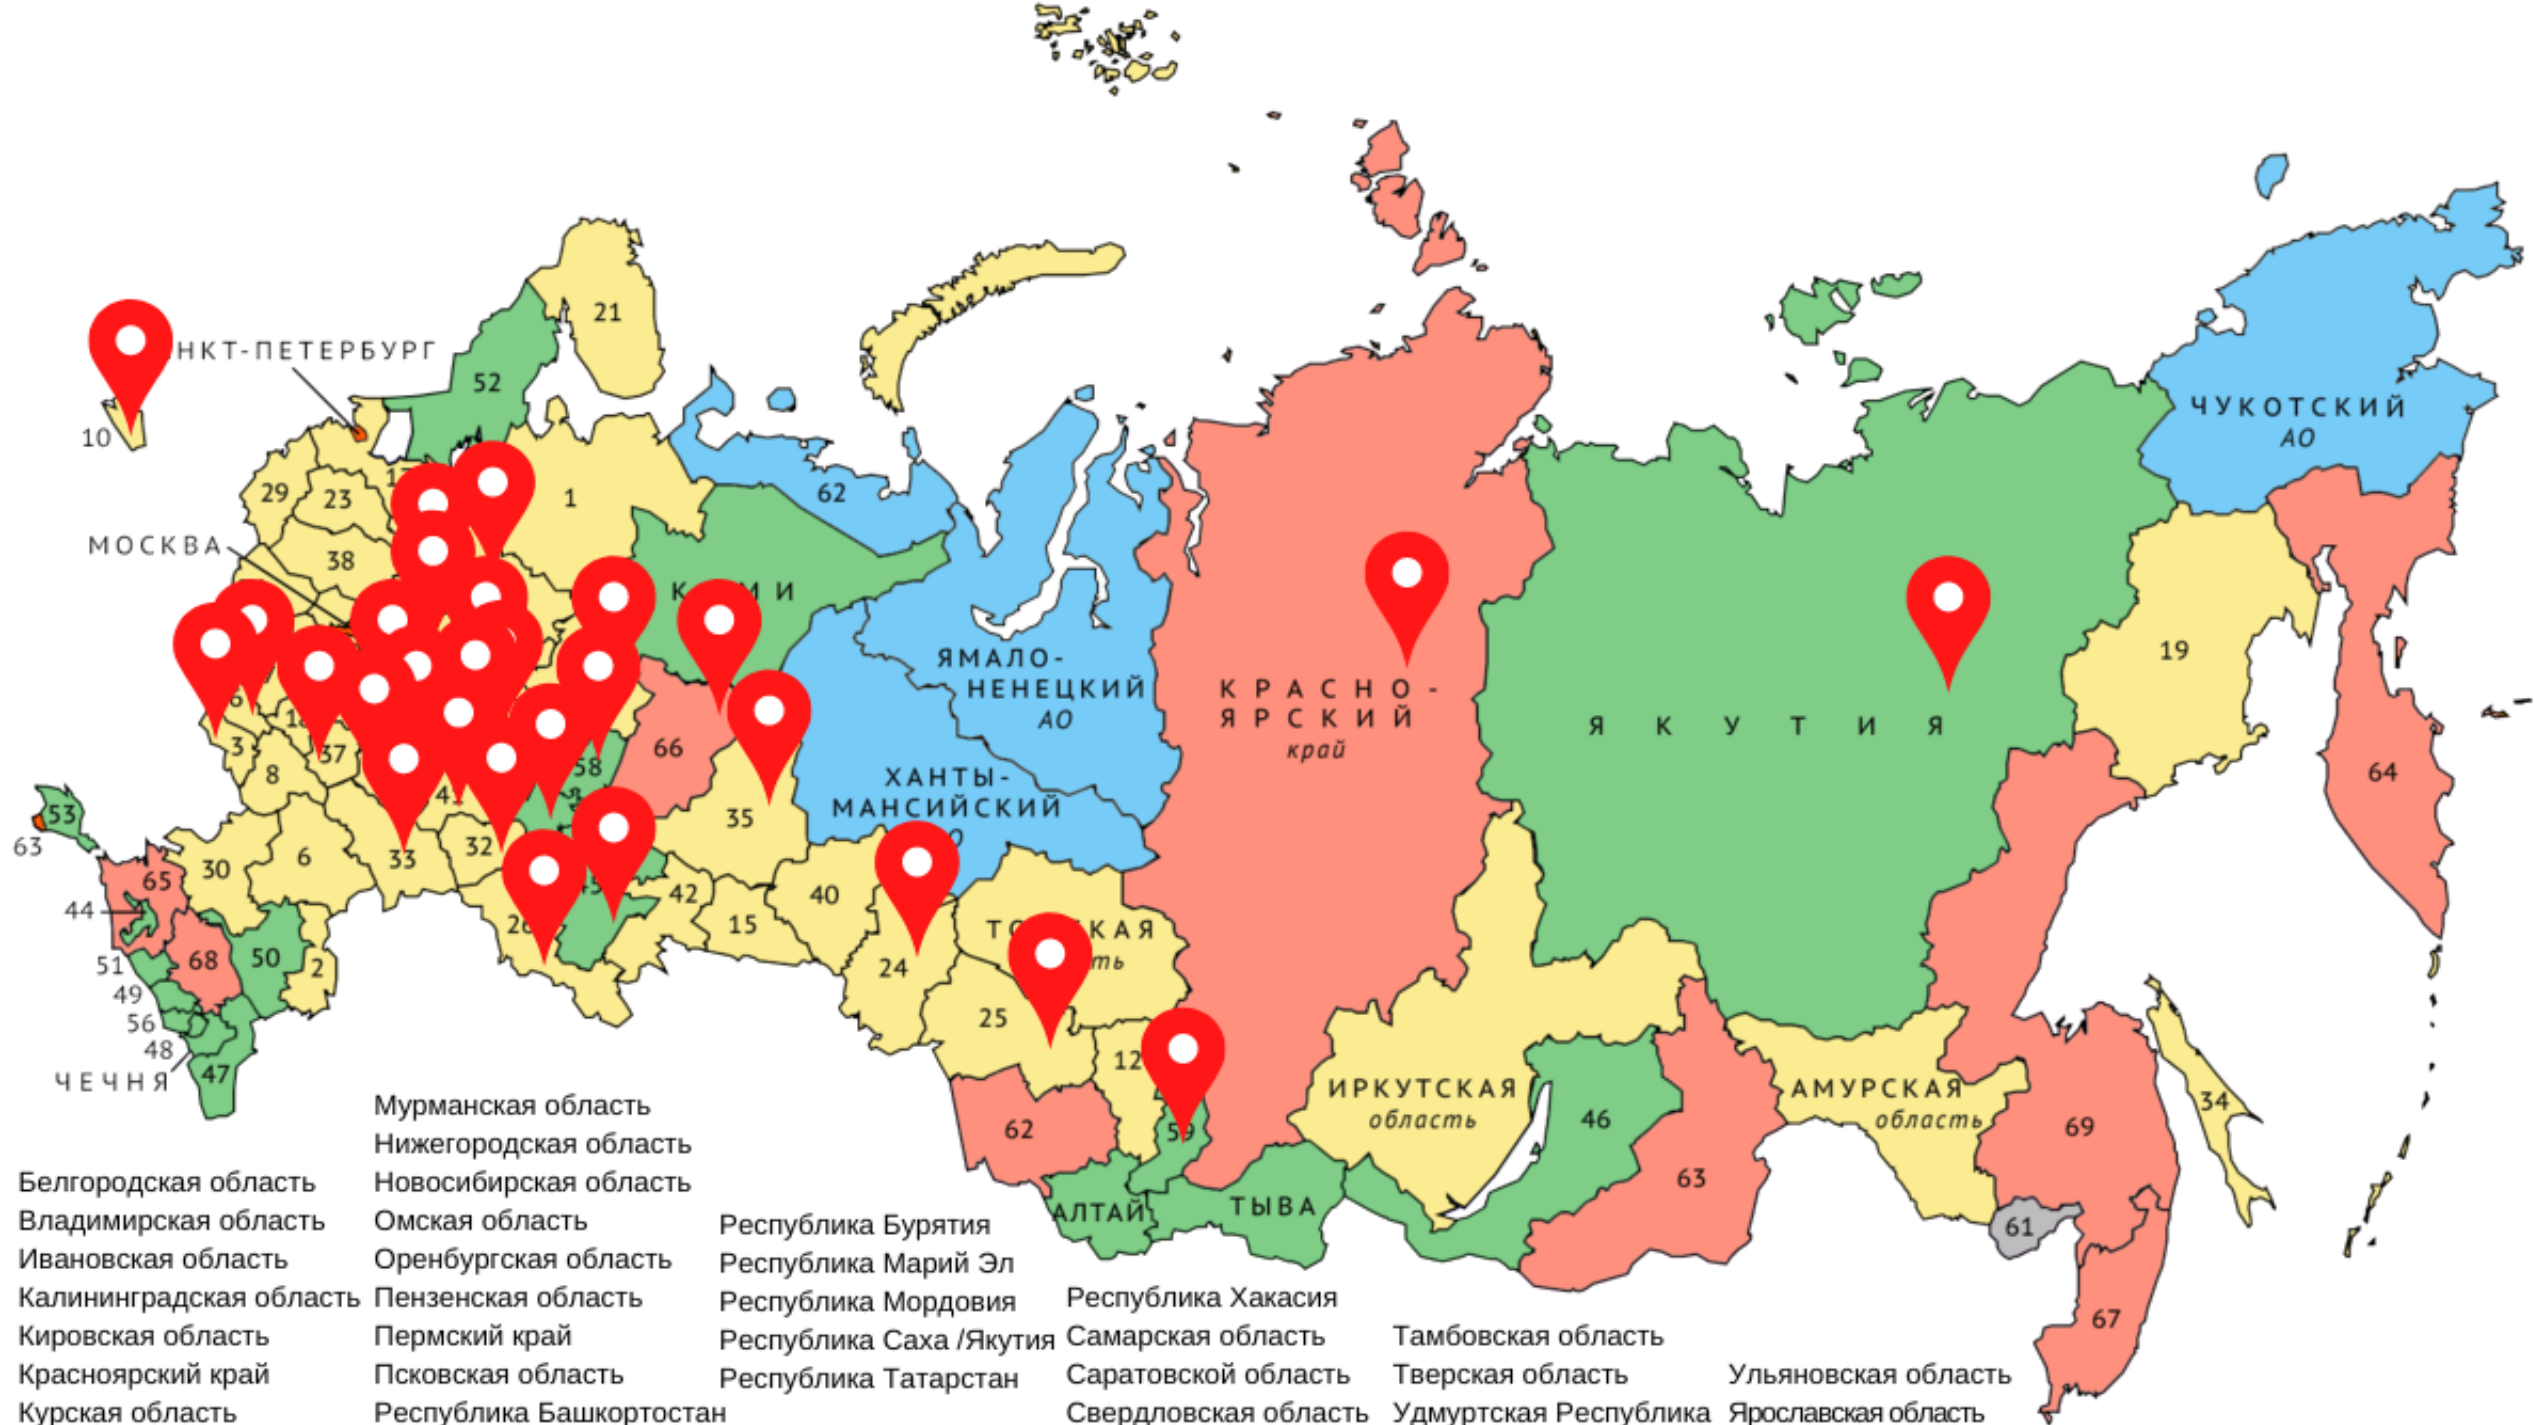 21
НКТ-ПЕТЕРБУРГ
52
10
ЧУКОТСКИЙ
АО
29
23
1
62
МОСКВА
38
19
ЯМАЛО-
НЕНЕЦКИЙ
АО
КРАСНО-
ЯРСКИЙ
край
ЯКУТИЯ
6
3
37
66
58
64
8
ХАНТЫ-
МАНСИЙСКИЙ
53
63
35
30
6
33
32
65
44
42
40
15
51
68
50
2
24
49
56
48
ЧЕЧНЯ
47
25
12
59
62
ИРКУТСКАЯ
область
46
АМУРСКАЯ
область
34
69
63
АЛТАЙ
ТЫВА
61
67
Белгородская область
Владимирская область
Ивановская область
Калининградская область
Кировская область
Красноярский край
Курская область
Мурманская область
Нижегородская область
Новосибирская область
Омская область
Оренбургская область
Пензенская область
Пермский край
Псковская область
Республика Башкортостан
Республика Бурятия
Республика Марий Эл
Республика Мордовия
Республика Саха /Якутия
Республика Татарстан
Республика Хакасия
Самарская область
Саратовской область
Свердловская область
Тамбовская область
Тверская область
Удмуртская Республика
Ульяновская область
Ярославская область